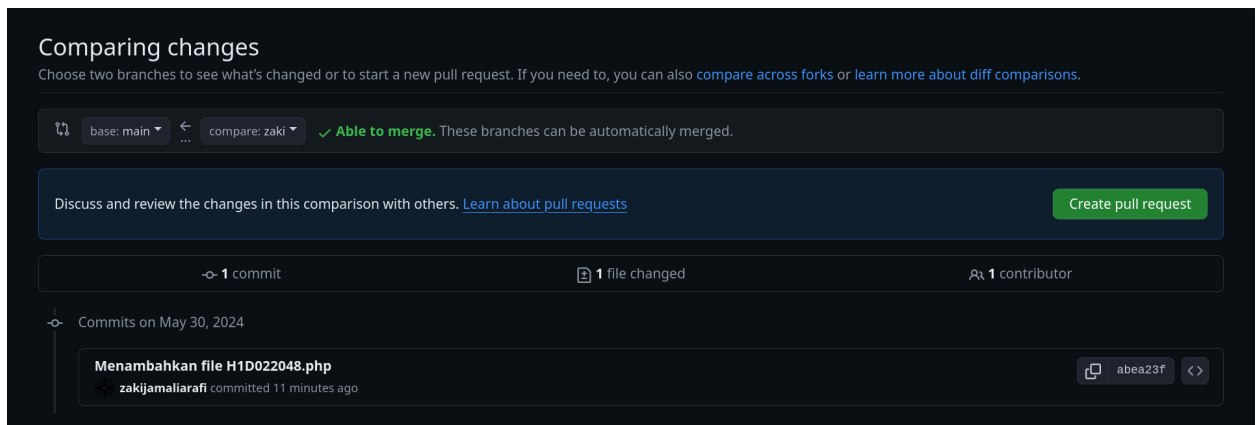 Comparing changes
Choose two branches to see what's changed or to start a new pull request. If you need to, you can also compare across forks or learn more about diff comparisons.
base: main ← ... compare: zaki ✓ Able to merge. These branches can be automatically merged.
Discuss and review the changes in this comparison with others. Learn about pull requests Create pull request
1 commit 1 file changed 1 contributor
Commits on May 30, 2024
Menambahkan file H1D022048.php
abea23f <>
zakijamaliarafi committed 11 minutes ago